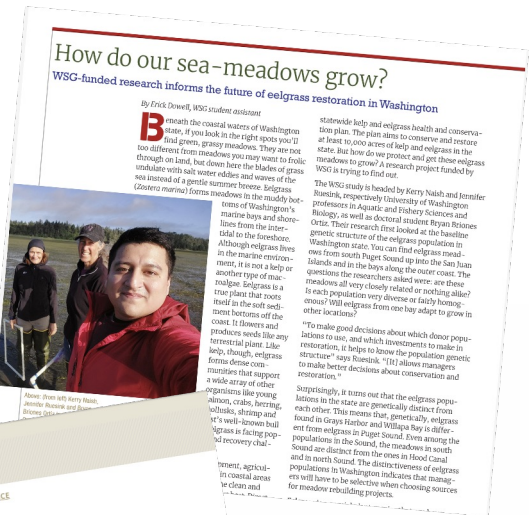 How do our sea-meadows grow?
WSG-funded research informs the future of eelgrass restoration in Washington
By Erick Dowell, WSG student assistant
Beneath the coastal waters of Washington
state, if you look in the right spots you'll
find green, grassy meadows. They are not
too different from meadows you may want to frolic
through on land, but down here the blades of grass
undulate with salt water eddies and waves of the
sea instead of a gentle summer breeze. Eelgrass
(Zostera marina) forms meadows in the muddy bot-
toms of Washington's
marine bays and shore-
lines from the inter-
tidal to the foreshore.
Although eelgrass lives
in the marine environ-
ment, it is not a kelp or
another type of mac-
roalgae. Eelgrass is a
true plant that roots
itself in the soft sedi-
ment bottoms off the
coast. It flowers and
produces seeds like any
terrestrial plant. Like
kelp, though, eelgrass
forms dense com-
munities that support
a wide array of other
organisms like young
salmon, crabs, herring,
mollusks, shrimp and
st's well-known bull
elgrass is facing pop-
nd recovery chal-
pment, agricul-
in coastal areas
he clean and
statewide kelp and eelgrass health and conserva-
tion plan. The plan aims to conserve and restore
at least 10,000 acres of kelp and eelgrass in the
state. But how do we protect and get these eelgrass
meadows to grow? A research project funded by
WSG is trying to find out.
The WSG study is headed by Kerry Naish and Jennifer
Ruesink, respectively University of Washington
professors in Aquatic and Fishery Sciences and
Biology, as well as doctoral student Bryan Briones
Ortiz. Their research first looked at the baseline
genetic structure of the eelgrass population in
Washington state. You can find eelgrass mead-
ows from south Puget Sound up into the San Juan
Islands and in the bays along the outer coast. The
questions the researchers asked were: are these
meadows all very closely related or nothing alike?
Is each population very diverse or fairly homog-
enous? Will eelgrass from one bay adapt to grow in
other locations?
"To make good decisions about which donor popu-
lations to use, and which investments to make in
restoration, it helps to know the population genetic
structure" says Ruesink. "[It] allows managers
to make better decisions about conservation and
restoration."
Surprisingly, it turns out that the eelgrass popu-
lations in the state are genetically distinct from
each other. This means that, genetically, eelgrass
found in Grays Harbor and Willapa Bay is differ-
ent from eelgrass in Puget Sound. Even among the
populations in the Sound, the meadows in south
Sound are distinct from the ones in Hood Canal
and in north Sound. The distinctiveness of eelgrass
populations in Washington indicates that manag-
ers will have to be selective when choosing sources
for meadow rebuilding projects.
Above: (from left) Kerry Naish,
Jennifer Ruesink and
Briones Ortiz
CE